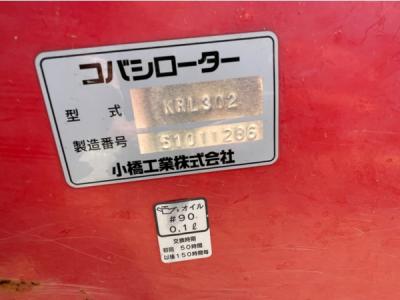 コバシローター
型式 KRL302
製造番号 51011236
小橋工業株式会社
オイル
#90
0.1ℓ
交換時期
初回 50時間
以後150時間毎